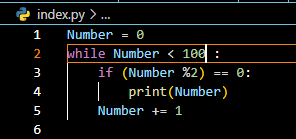 index.py > ...
1 Number = 0
2 while Number < 100 :
3     if (Number %2) == 0:
4         print(Number)
5     Number += 1